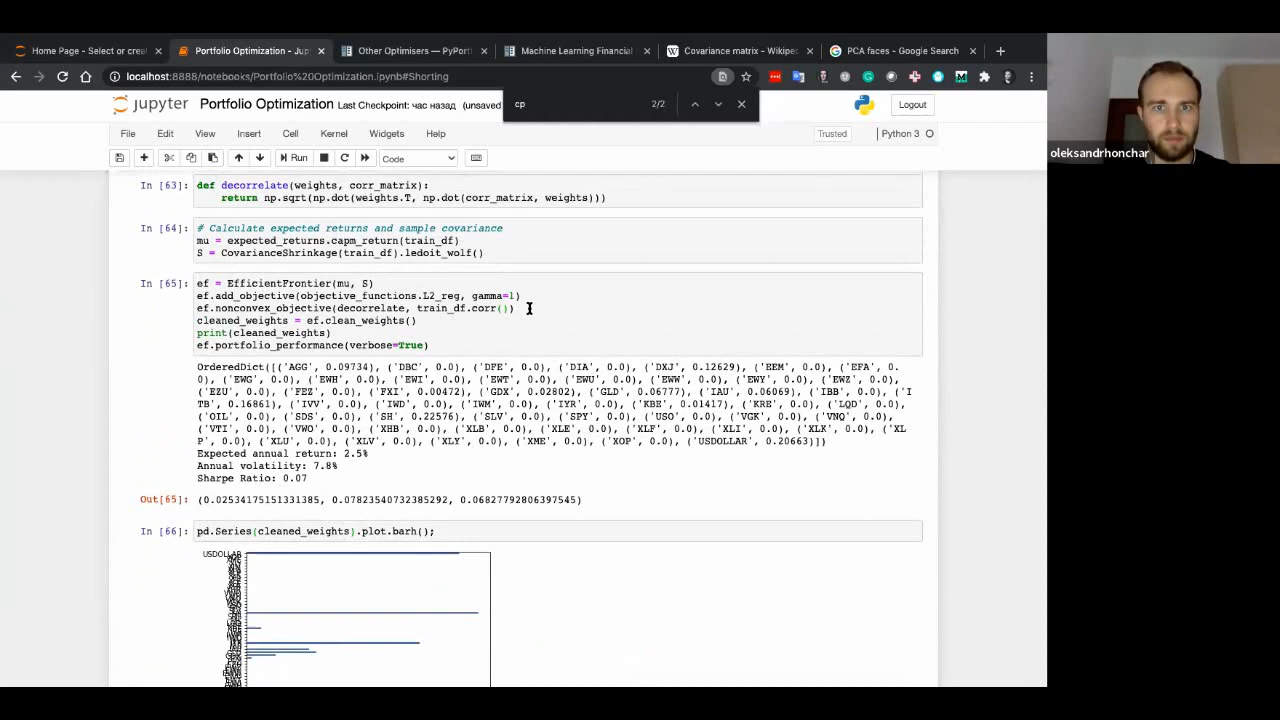 Home Page - Select or crea
Portfolio Optimization - Jup
Other Optimisers — PyPort
Machine Learning Financial
Covariance matrix - Wikiped
PCA faces - Google Search
localhost:8888/notebooks/Portfolio%20Optimization.ipynb#Shorting
cp 2/2
jupyter Portfolio Optimization Last Checkpoint: час назад (unsaved
Logout
File Edit View Insert Cell Kernel Widgets Help
Trusted Python 3
Run Code
oleksandrhonchar
In [63]: def decorrelate(weights, corr_matrix):
return np.sqrt(np.dot(weights.T, np.dot(corr_matrix, weights)))
In [64]: # Calculate expected returns and sample covariance
mu = expected_returns.capm_return(train_df)
S = CovarianceShrinkage(train_df).ledoit_wolf()
In [65]: ef = EfficientFrontier(mu, S)
ef.add_objective(objective_functions.L2_reg, gamma=1)
ef.nonconvex_objective(decorrelate, train_df.corr())
cleaned_weights = ef.clean_weights()
print(cleaned_weights)
ef.portfolio_performance(verbose=True)
OrderedDict([('AGG', 0.09734), ('DBC', 0.0), ('DFE', 0.0), ('DIA', 0.0), ('DXJ', 0.12629), ('EEM', 0.0), ('EFA', 0.
0), ('EWG', 0.0), ('EWH', 0.0), ('EWI', 0.0), ('EWT', 0.0), ('EWU', 0.0), ('EWW', 0.0), ('EWY', 0.0), ('EWZ', 0.0),
('EZU', 0.0), ('FEZ', 0.0), ('FXI', 0.00472), ('GDX', 0.02802), ('GLD', 0.06777), ('IAU', 0.06069), ('IBB', 0.0), ('I
TB', 0.16861), ('IVV', 0.0), ('IWD', 0.0), ('IWM', 0.0), ('IYR', 0.0), ('KBE', 0.01417), ('KRE', 0.0), ('LQD', 0.0),
('OIL', 0.0), ('SDS', 0.0), ('SH', 0.22576), ('SLV', 0.0), ('SPY', 0.0), ('USO', 0.0), ('VGK', 0.0), ('VNQ', 0.0),
('VTI', 0.0), ('VWO', 0.0), ('XHB', 0.0), ('XLB', 0.0), ('XLE', 0.0), ('XLF', 0.0), ('XLI', 0.0), ('XLK', 0.0), ('XL
P', 0.0), ('XLU', 0.0), ('XLV', 0.0), ('XLY', 0.0), ('XME', 0.0), ('XOP', 0.0), ('USDOLLAR', 0.20663)])
Expected annual return: 2.5%
Annual volatility: 7.8%
Sharpe Ratio: 0.07
Out[65]: (0.02534175151331385, 0.07823540732385292, 0.06827792806397545)
In [66]: pd.Series(cleaned_weights).plot.barh();
USDOLLAR